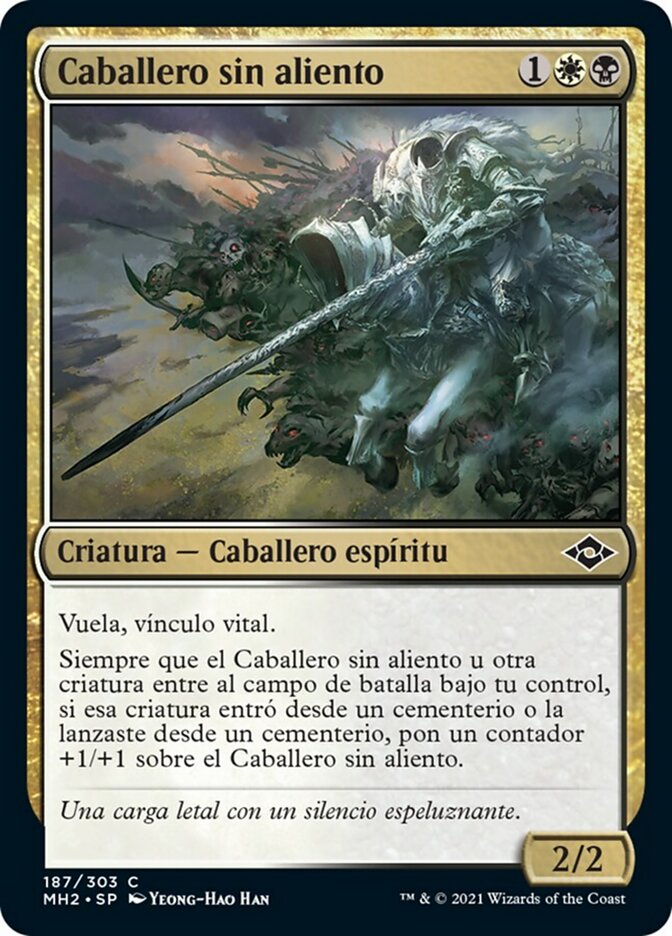 Caballero sin aliento 1
Criatura — Caballero espíritu
Vuela, vínculo vital.
Siempre que el Caballero sin aliento u otra
criatura entre al campo de batalla bajo tu control,
si esa criatura entró desde un cementerio o la
lanzaste desde un cementerio, pon un contador
+1/+1 sobre el Caballero sin aliento.
Una carga letal con un silencio espeluznante.
2/2
187/303 C
MH2 • SP Yeong-Hao Han ™ & © 2021 Wizards of the Coast